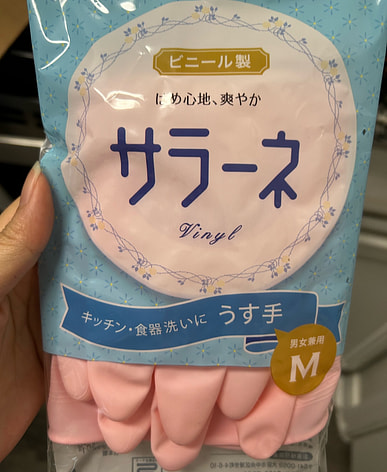 ビニール製
はめ心地、爽やか
サラーネ
Vinyl
キッチン・食器洗いに うす手
男女兼用
M